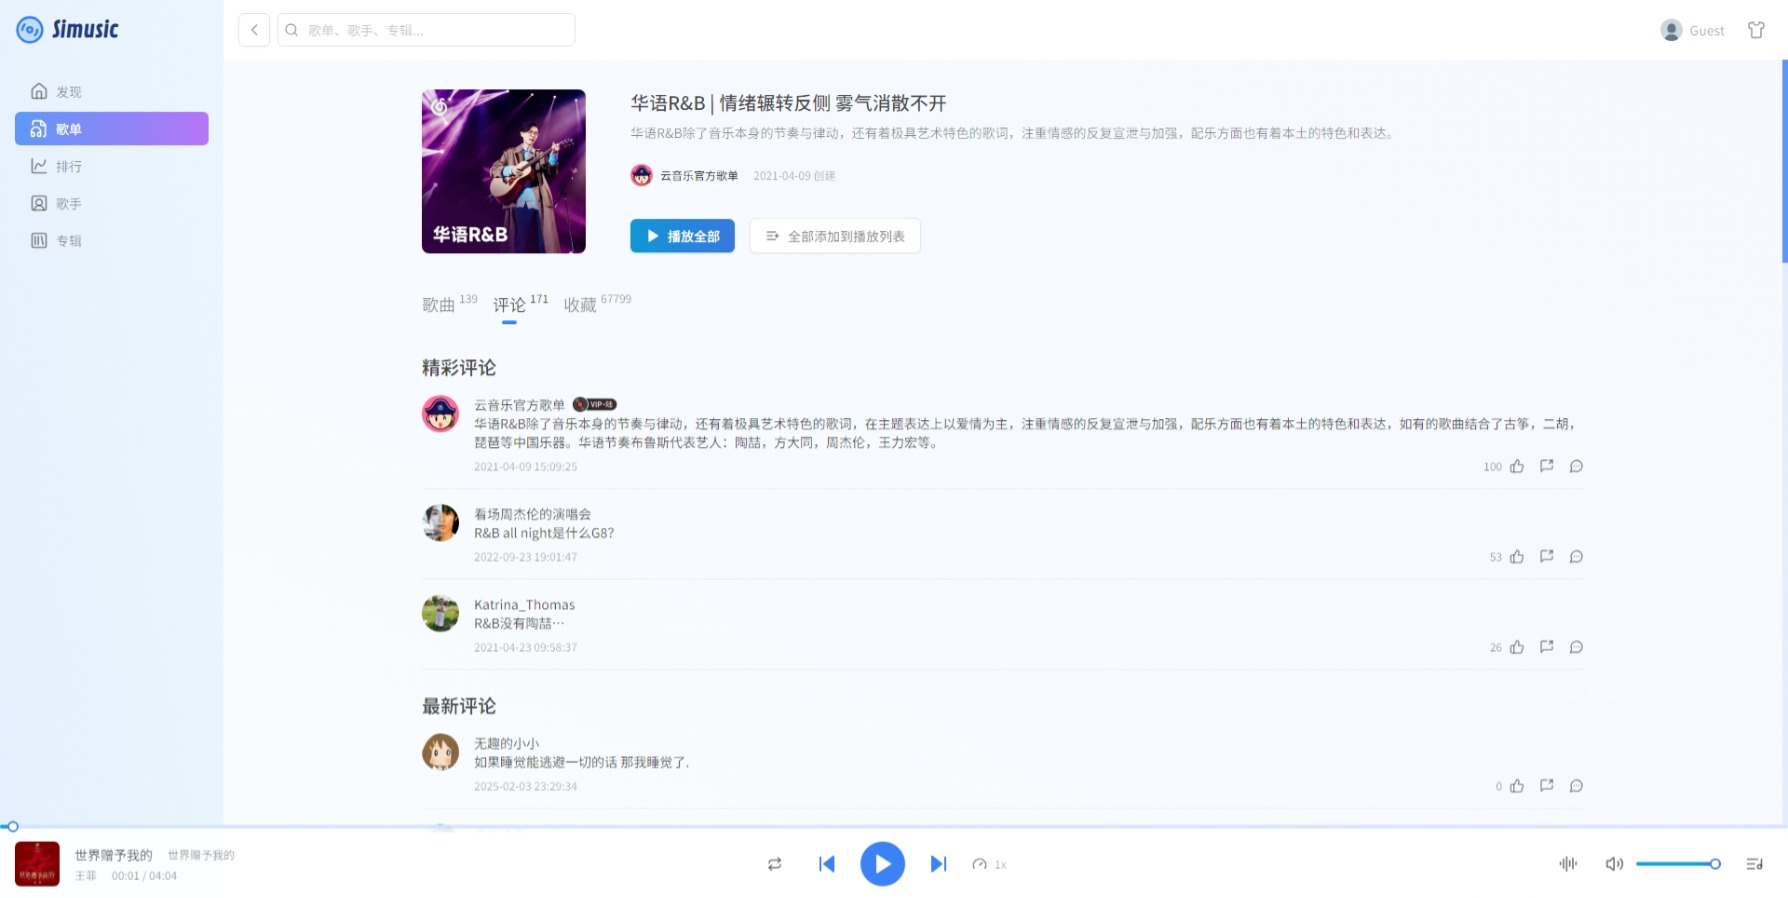 Simusic
歌单、歌手、专辑...
Guest
发现
歌单
排行
歌手
专辑
华语R&B
华语R&B | 情绪辗转反侧 雾气消散不开
华语R&B除了音乐本身的节奏与律动，还有着极具艺术特色的歌词，注重情感的反复宣泄与加强，配乐方面也有着本土的特色和表达。
云音乐官方歌单 2021-04-09 创建
播放全部 全部添加到播放列表
歌曲 139 评论 171 收藏 67799
精彩评论
云音乐官方歌单 VIP·陆
华语R&B除了音乐本身的节奏与律动，还有着极具艺术特色的歌词，在主题表达上以爱情为主，注重情感的反复宣泄与加强，配乐方面也有着本土的特色和表达，如有的歌曲结合了古筝，二胡，
琵琶等中国乐器。华语节奏布鲁斯代表艺人：陶喆，方大同，周杰伦，王力宏等。
2021-04-09 15:09:25 100
看场周杰伦的演唱会
R&B all night是什么G8?
2022-09-23 19:01:47 53
Katrina_Thomas
R&B没有陶喆…
2021-04-23 09:58:37 26
最新评论
无趣的小小
如果睡觉能逃避一切的话 那我睡觉了.
2025-02-03 23:29:34 0
世界赠予我的 世界赠予我的
王菲 00:01 / 04:04
1x